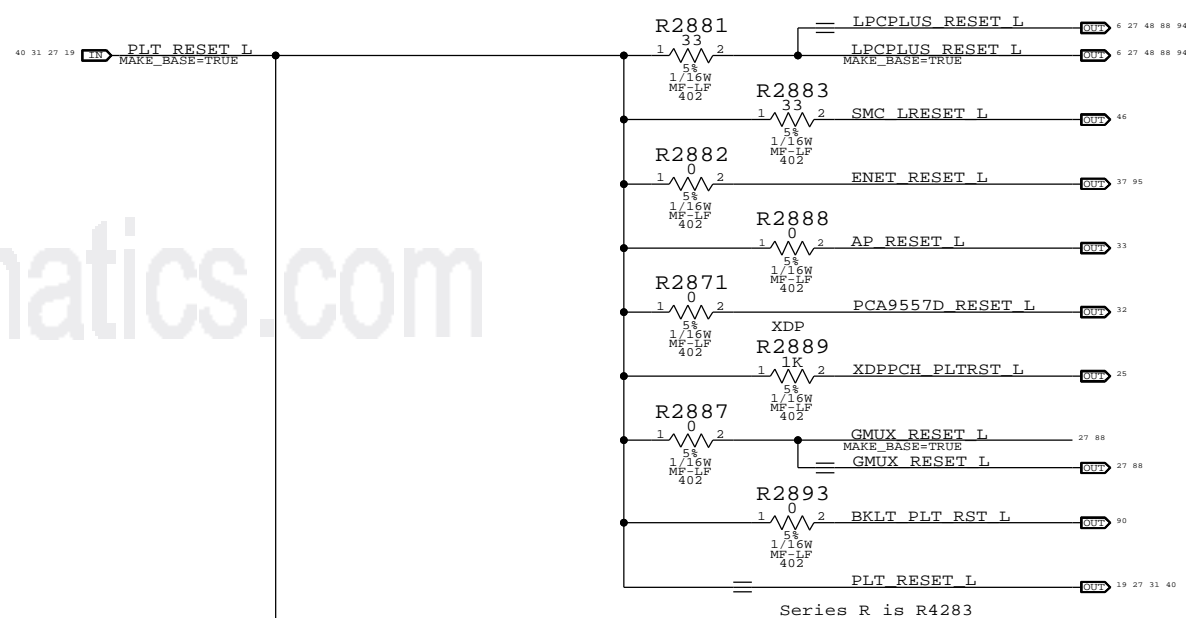 R2881
LPCPLUS_RESET_L
OUT 6 27 48 88 94
40 31 27 19 IN PLT_RESET_L
MAKE_BASE=TRUE
33
1 2
5%
1/16W
MF-LF
402
LPCPLUS_RESET_L
MAKE_BASE=TRUE
OUT 6 27 48 88 94
R2883
33
1 2
5%
1/16W
MF-LF
402
SMC_LRESET_L
OUT 46
R2882
0
1 2
5%
1/16W
MF-LF
402
ENET_RESET_L
OUT 37 95
R2888
0
1 2
5%
1/16W
MF-LF
402
AP_RESET_L
OUT 33
R2871
0
1 2
5%
1/16W
MF-LF
402
PCA9557D_RESET_L
OUT 32
XDP
R2889
1K
1 2
5%
1/16W
MF-LF
402
XDPPCH_PLTRST_L
OUT 25
R2887
0
1 2
5%
1/16W
MF-LF
402
GMUX_RESET_L
MAKE_BASE=TRUE
27 88
GMUX_RESET_L
OUT 27 88
R2893
0
1 2
5%
1/16W
MF-LF
402
BKLT_PLT_RST_L
OUT 90
PLT_RESET_L
OUT 19 27 31 40
Series R is R4283
matics.com